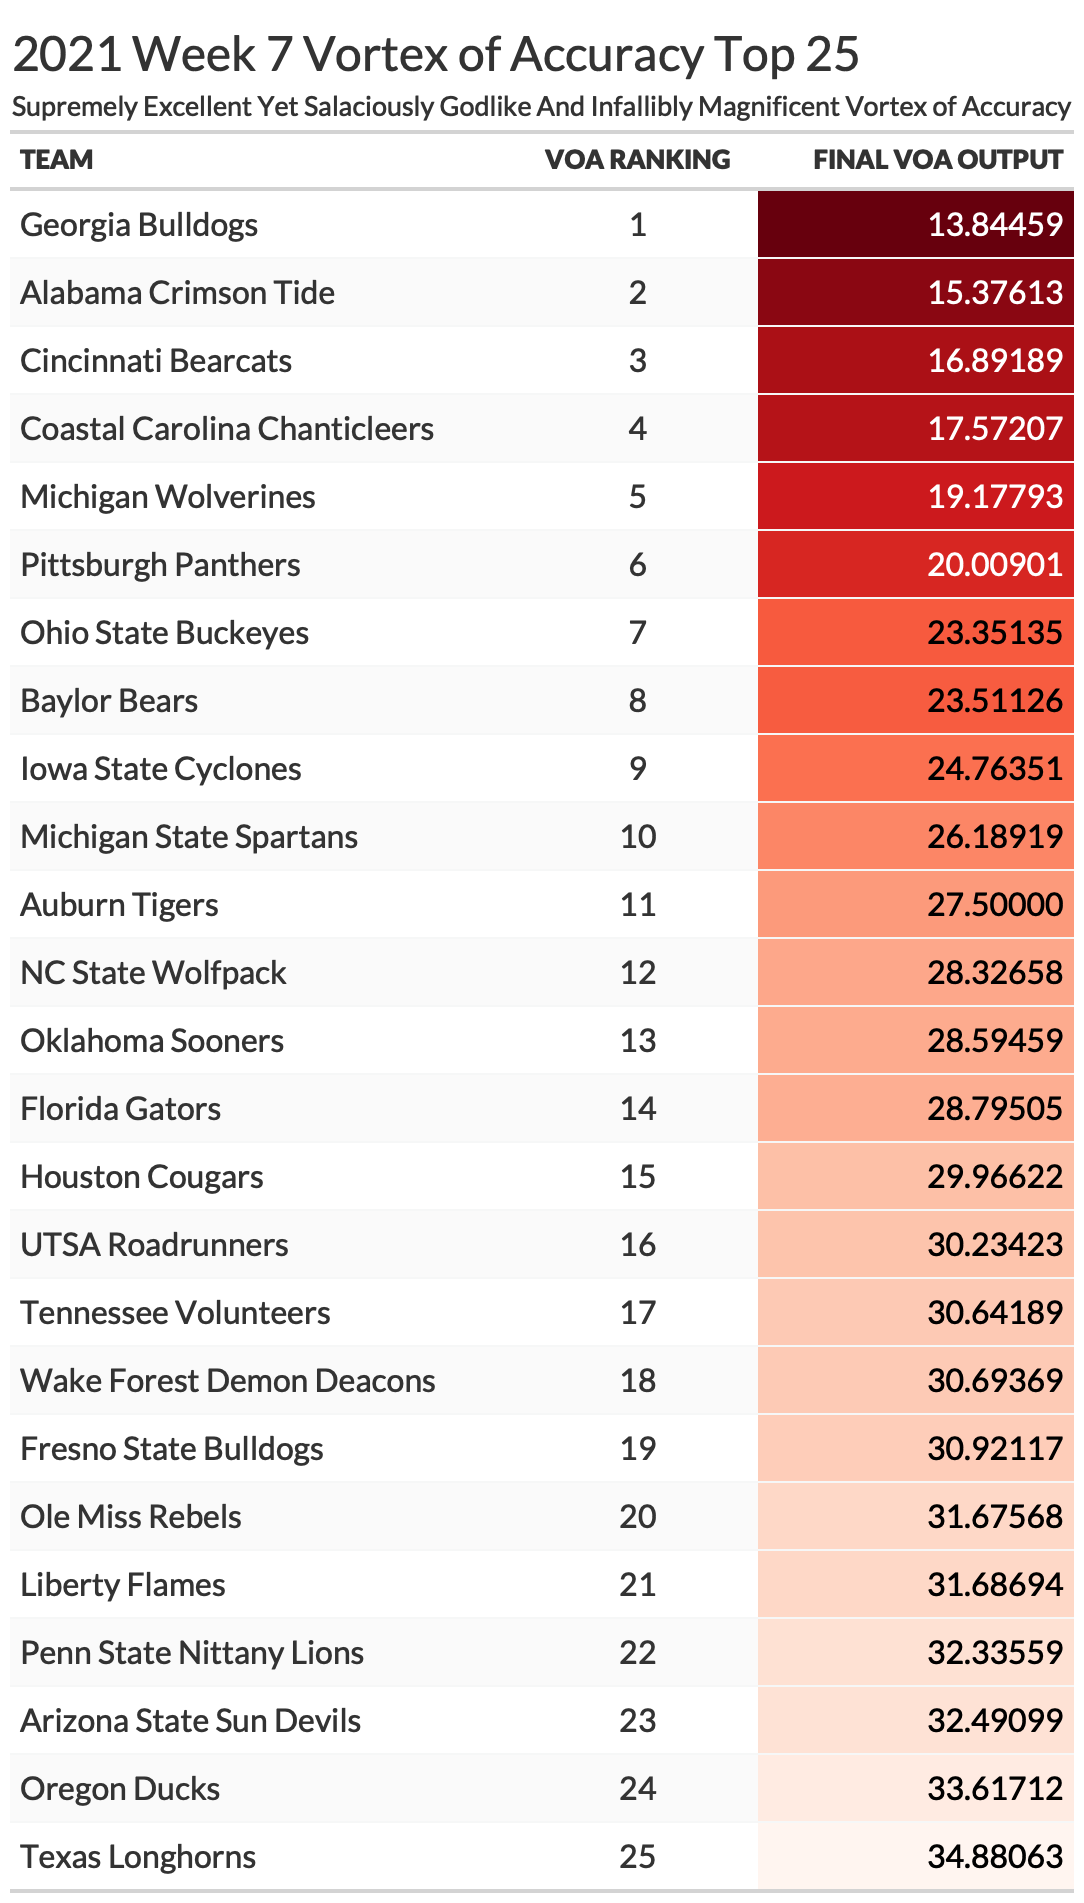 2021 Week 7 Vortex of Accuracy Top 25
Supremely Excellent Yet Salaciously Godlike And Infallibly Magnificent Vortex of Accuracy
TEAM VOA RANKING FINAL VOA OUTPUT
Georgia Bulldogs 1 13.84459
Alabama Crimson Tide 2 15.37613
Cincinnati Bearcats 3 16.89189
Coastal Carolina Chanticleers 4 17.57207
Michigan Wolverines 5 19.17793
Pittsburgh Panthers 6 20.00901
Ohio State Buckeyes 7 23.35135
Baylor Bears 8 23.51126
Iowa State Cyclones 9 24.76351
Michigan State Spartans 10 26.18919
Auburn Tigers 11 27.50000
NC State Wolfpack 12 28.32658
Oklahoma Sooners 13 28.59459
Florida Gators 14 28.79505
Houston Cougars 15 29.96622
UTSA Roadrunners 16 30.23423
Tennessee Volunteers 17 30.64189
Wake Forest Demon Deacons 18 30.69369
Fresno State Bulldogs 19 30.92117
Ole Miss Rebels 20 31.67568
Liberty Flames 21 31.68694
Penn State Nittany Lions 22 32.33559
Arizona State Sun Devils 23 32.49099
Oregon Ducks 24 33.61712
Texas Longhorns 25 34.88063